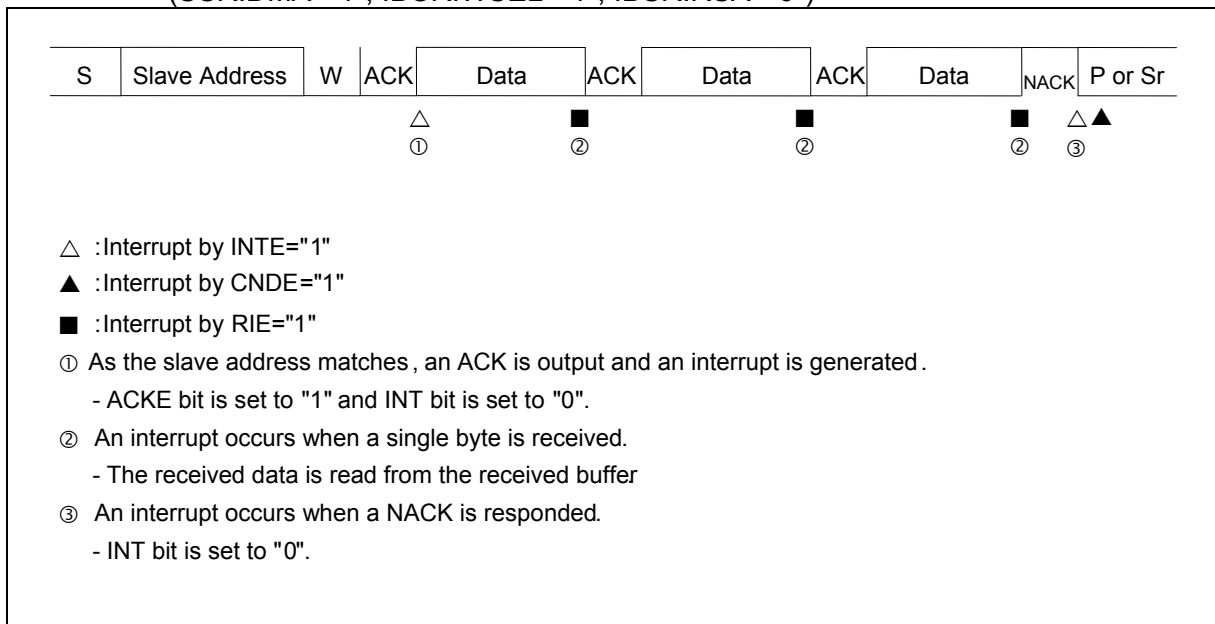 S Slave Address W ACK Data ACK Data ACK Data NACK P or Sr
△ ■ ■ ■ △ ▲
① ② ② ② ③
△ :Interrupt by INTE="1"
▲ :Interrupt by CNDE="1"
■ :Interrupt by RIE="1"
① As the slave address matches, an ACK is output and an interrupt is generated.
- ACKE bit is set to "1" and INT bit is set to "0".
② An interrupt occurs when a single byte is received.
- The received data is read from the received buffer
③ An interrupt occurs when a NACK is responded.
- INT bit is set to "0".